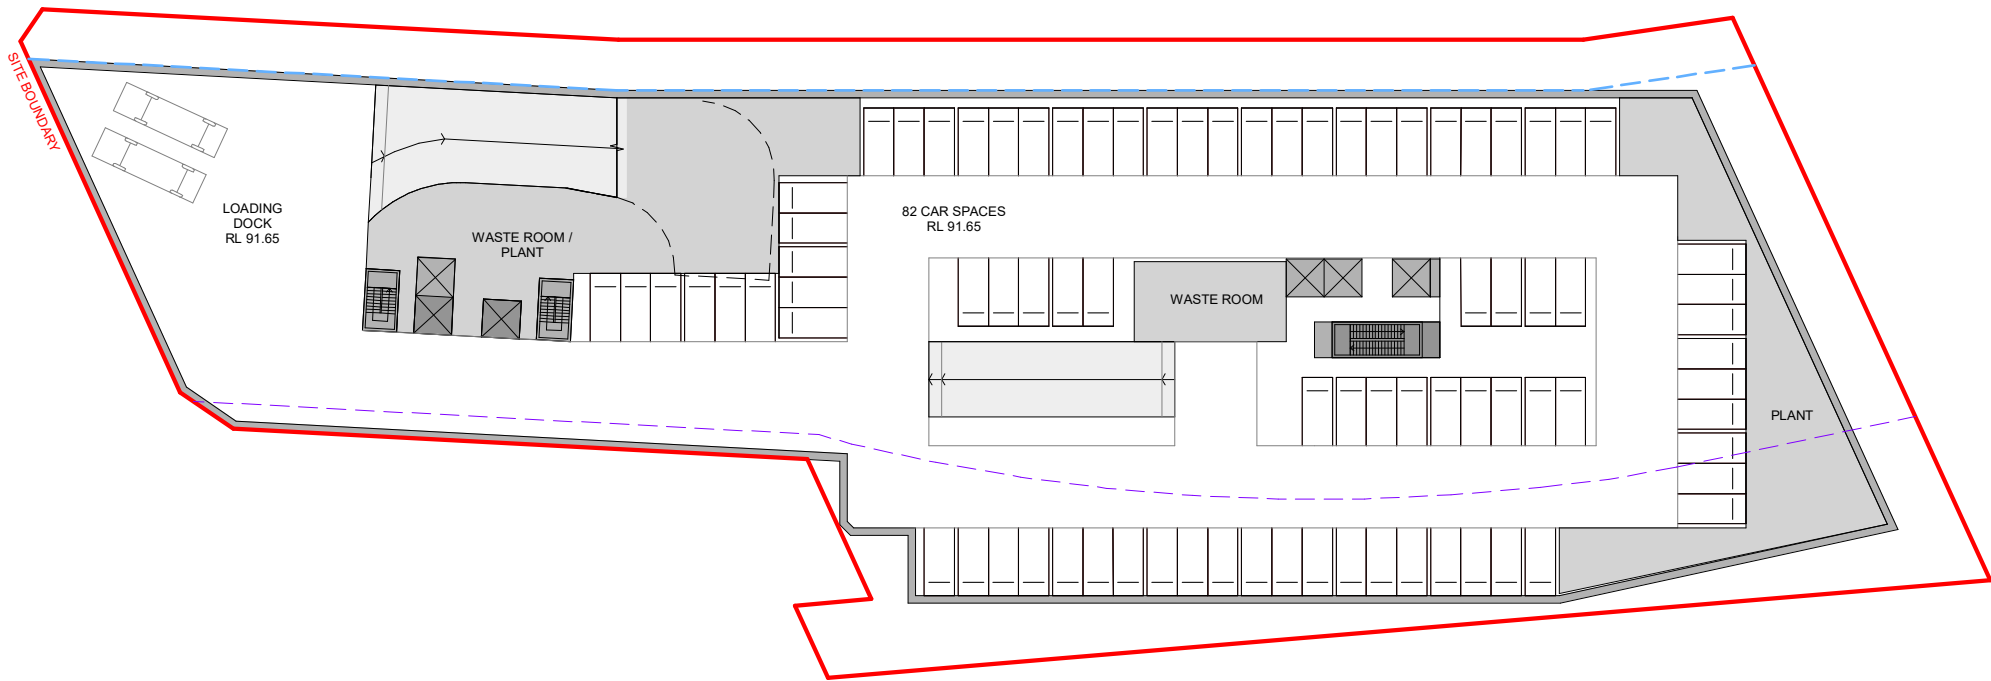 SITE BOUNDARY
LOADING
DOCK
RL 91.65
WASTE ROOM /
PLANT
82 CAR SPACES
RL 91.65
WASTE ROOM
PLANT